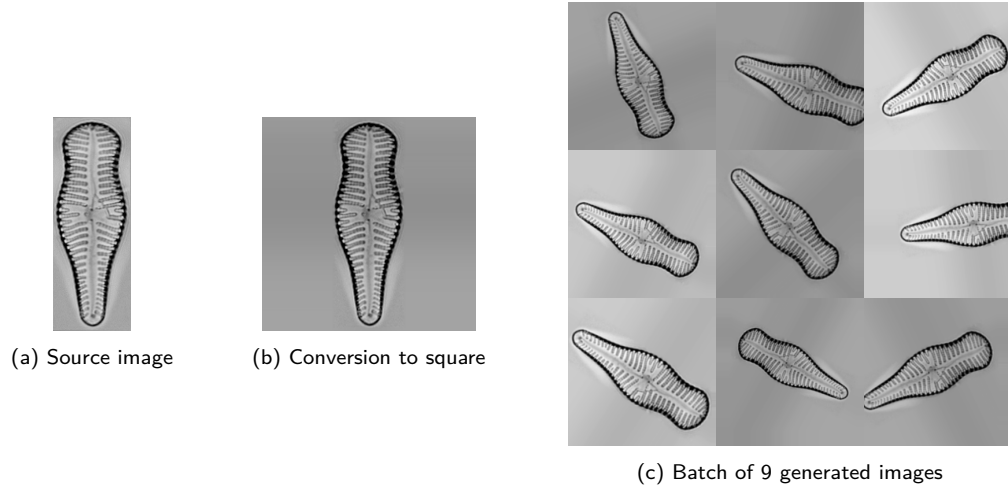 (a) Source image
(b) Conversion to square
(c) Batch of 9 generated images